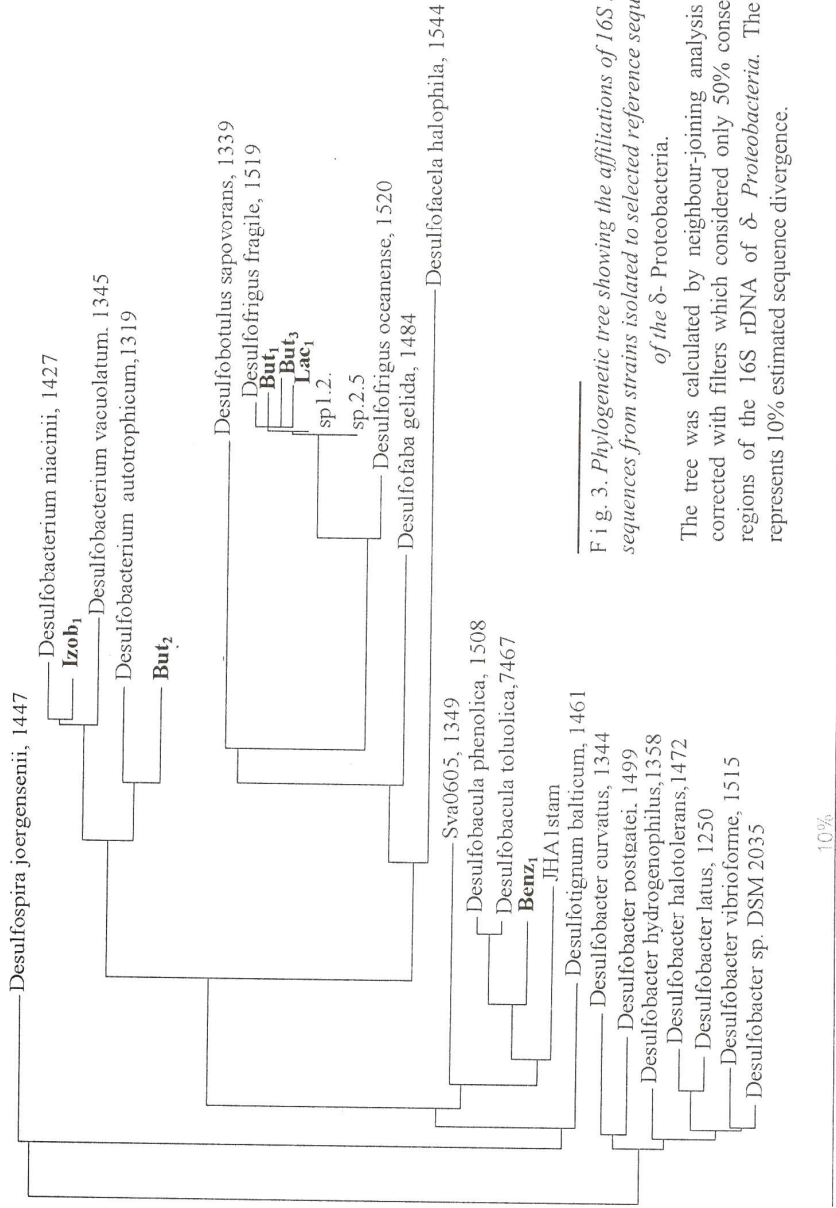 Desulfospira joergensenii, 1447
Desulfobacterium niacinii, 1427
Izob₁
Desulfobacterium vacuolatum. 1345
Desulfobacterium autotrophicum,1319
But₂
Desulfobotulus sapovorans, 1339
Desulfofrigus fragile, 1519
But₁
But₃
Lac₁
sp1.2.
sp.2.5
Desulfofrigus oceanense, 1520
Desulfofaba gelida, 1484
Desulfofacela halophila, 1544
Sva0605, 1349
Desulfobacula phenolica, 1508
Desulfobacula toluolica,7467
Benz₁
JHA1stam
Desulfotignum balticum, 1461
Desulfobacter curvatus, 1344
Desulfobacter postgatei. 1499
Desulfobacter hydrogenophilus,1358
Desulfobacter halotolerans,1472
Desulfobacter latus, 1250
Desulfobacter vibrioforme, 1515
Desulfobacter sp. DSM 2035
10%
F i g. 3. Phylogenetic tree showing the affiliations of 16S
sequences from strains isolated to selected reference sequ
of the δ- Proteobacteria.
The tree was calculated by neighbour-joining analysis
corrected with filters which considered only 50% conse
regions of the 16S rDNA of δ- Proteobacteria. The
represents 10% estimated sequence divergence.